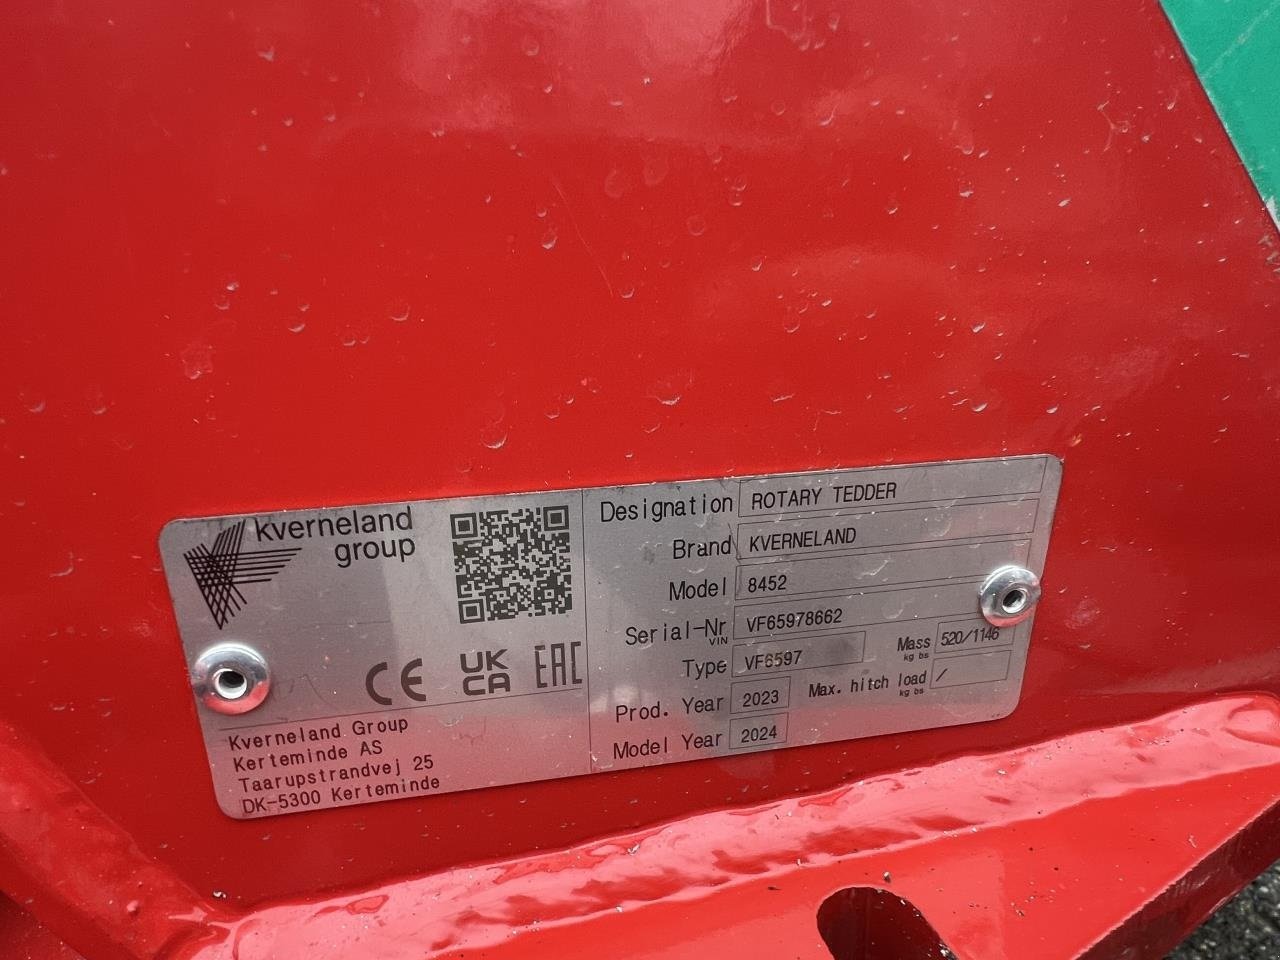 kverneland
group
CE UKCA EAC
Kverneland Group
Kerteminde AS
Taarupstrandvej 25
DK-5300 Kerteminde
Designation ROTARY TEDDER
Brand KVERNELAND
Model 8452
Serial-Nr VF65978662
VIN
Type VF6597
Mass 520/1146
kg lbs
Prod. Year 2023
Max. hitch load /
kg lbs
Model Year 2024